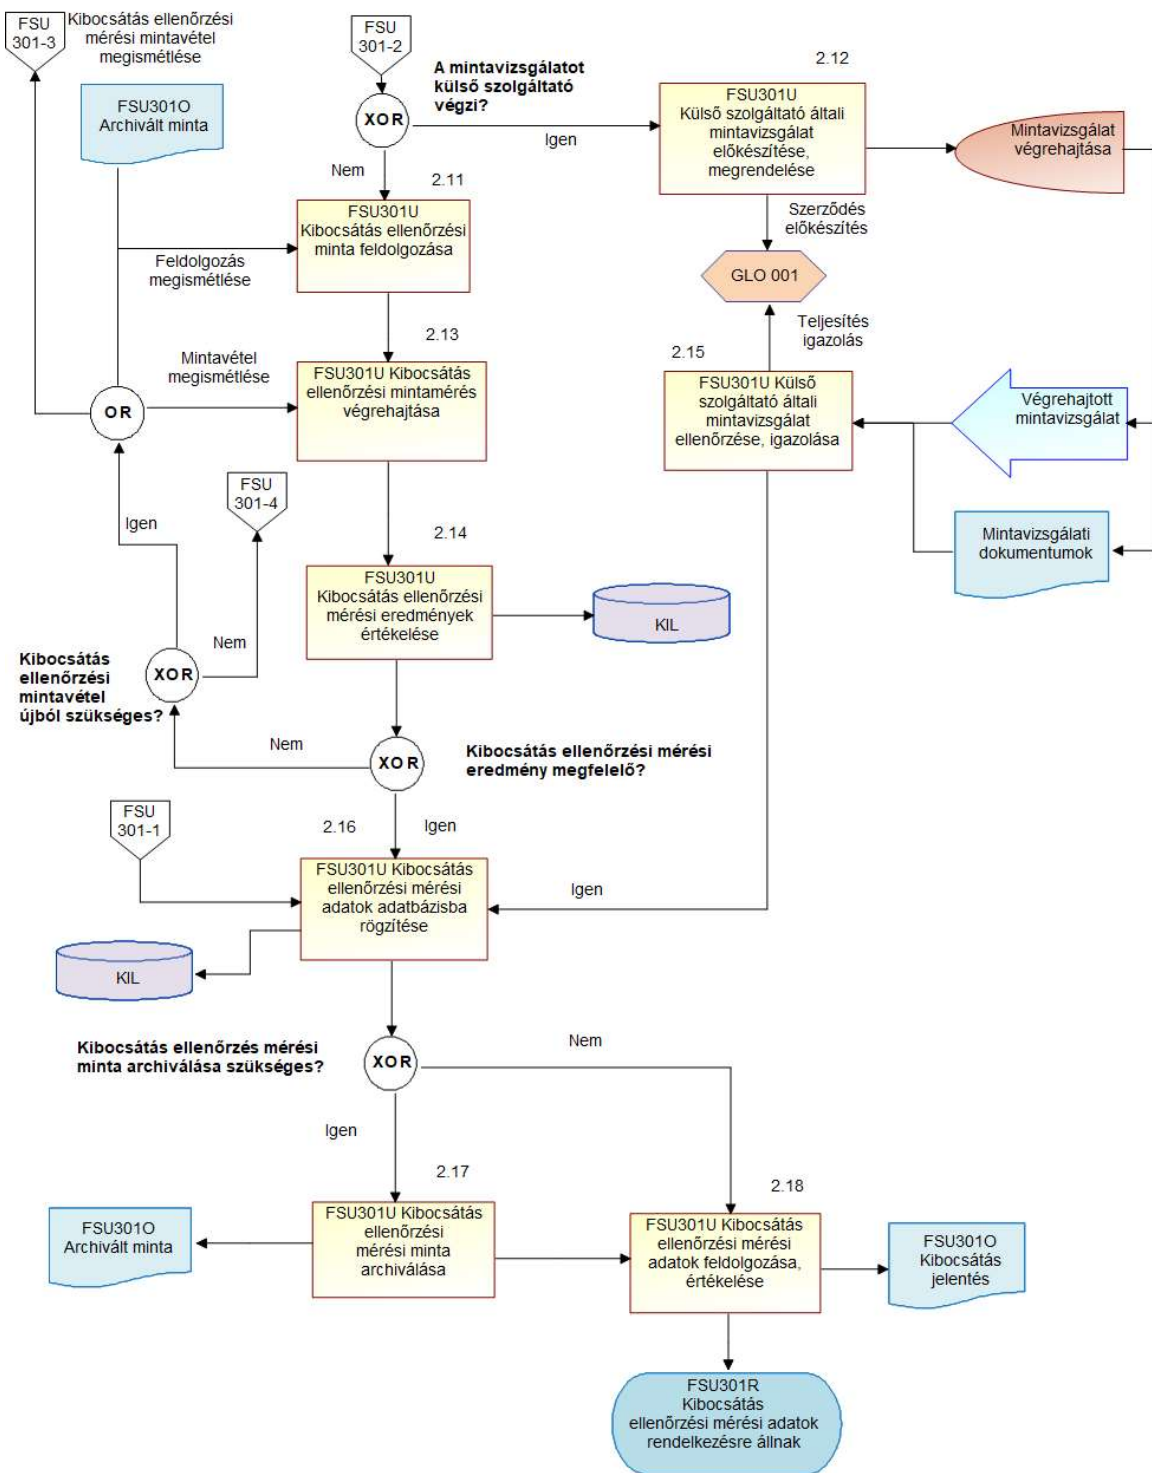 FSU
301-3
Kibocsátás ellenőrzési
mérési mintavétel
megismétlése
FSU
301-2
A mintavizsgálatot
külső szolgáltató
végzi?
2.12
FSU301O
Archivált minta
XOR
Igen
FSU301U
Külső szolgáltató általi
mintavizsgálat
előkészítése,
megrendelése
Mintavizsgálat
végrehajtása
Nem
2.11
FSU301U
Kibocsátás ellenőrzési
minta feldolgozása
Szerződés
előkészítés
Feldolgozás
megismétlése
GLO 001
2.13
Teljesítés
igazolás
2.15
Mintavétel
megismétlése
FSU301U Kibocsátás
ellenőrzési mintamérés
végrehajtása
FSU301U Külső
szolgáltató általi
mintavizsgálat
ellenőrzése, igazolása
Végrehajtott
mintavizsgálat
OR
FSU
301-4
Igen
2.14
Mintavizsgálati
dokumentumok
FSU301U
Kibocsátás ellenőrzési
mérési eredmények
értékelése
KIL
Nem
Kibocsátás
ellenőrzési
mintavétel
újból szükséges?
XOR
Nem
XOR
Kibocsátás ellenőrzési mérési
eredmény megfelelő?
FSU
301-1
2.16
Igen
FSU301U Kibocsátás
ellenőrzési mérési
adatok adatbázisba
rögzítése
Igen
KIL
Kibocsátás ellenőrzés mérési
minta archiválása szükséges?
XOR
Nem
Igen
2.17
2.18
FSU301O
Archivált minta
FSU301U Kibocsátás
ellenőrzési
mérési minta
archiválása
FSU301U Kibocsátás
ellenőrzési mérési
adatok feldolgozása,
értékelése
FSU301O
Kibocsátás
jelentés
FSU301R
Kibocsátás
ellenőrzési mérési adatok
rendelkezésre állnak